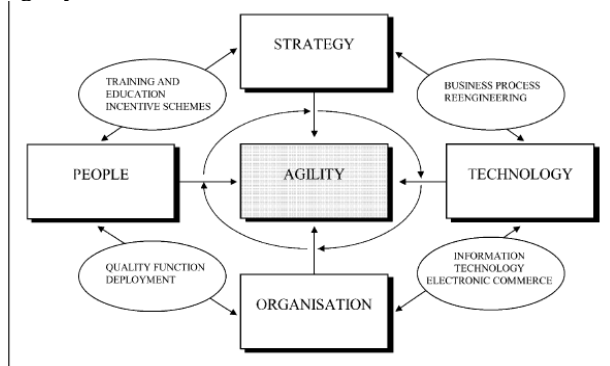 STRATEGY
TRAINING AND
EDUCATION
INCENTIVE SCHEMES
BUSINESS PROCESS
REENGINEERING
PEOPLE
AGILITY
TECHNOLOGY
QUALITY FUNCTION
DEPLOYMENT
INFORMATION
TECHNOLOGY
ELECTRONIC COMMERCE
ORGANISATION